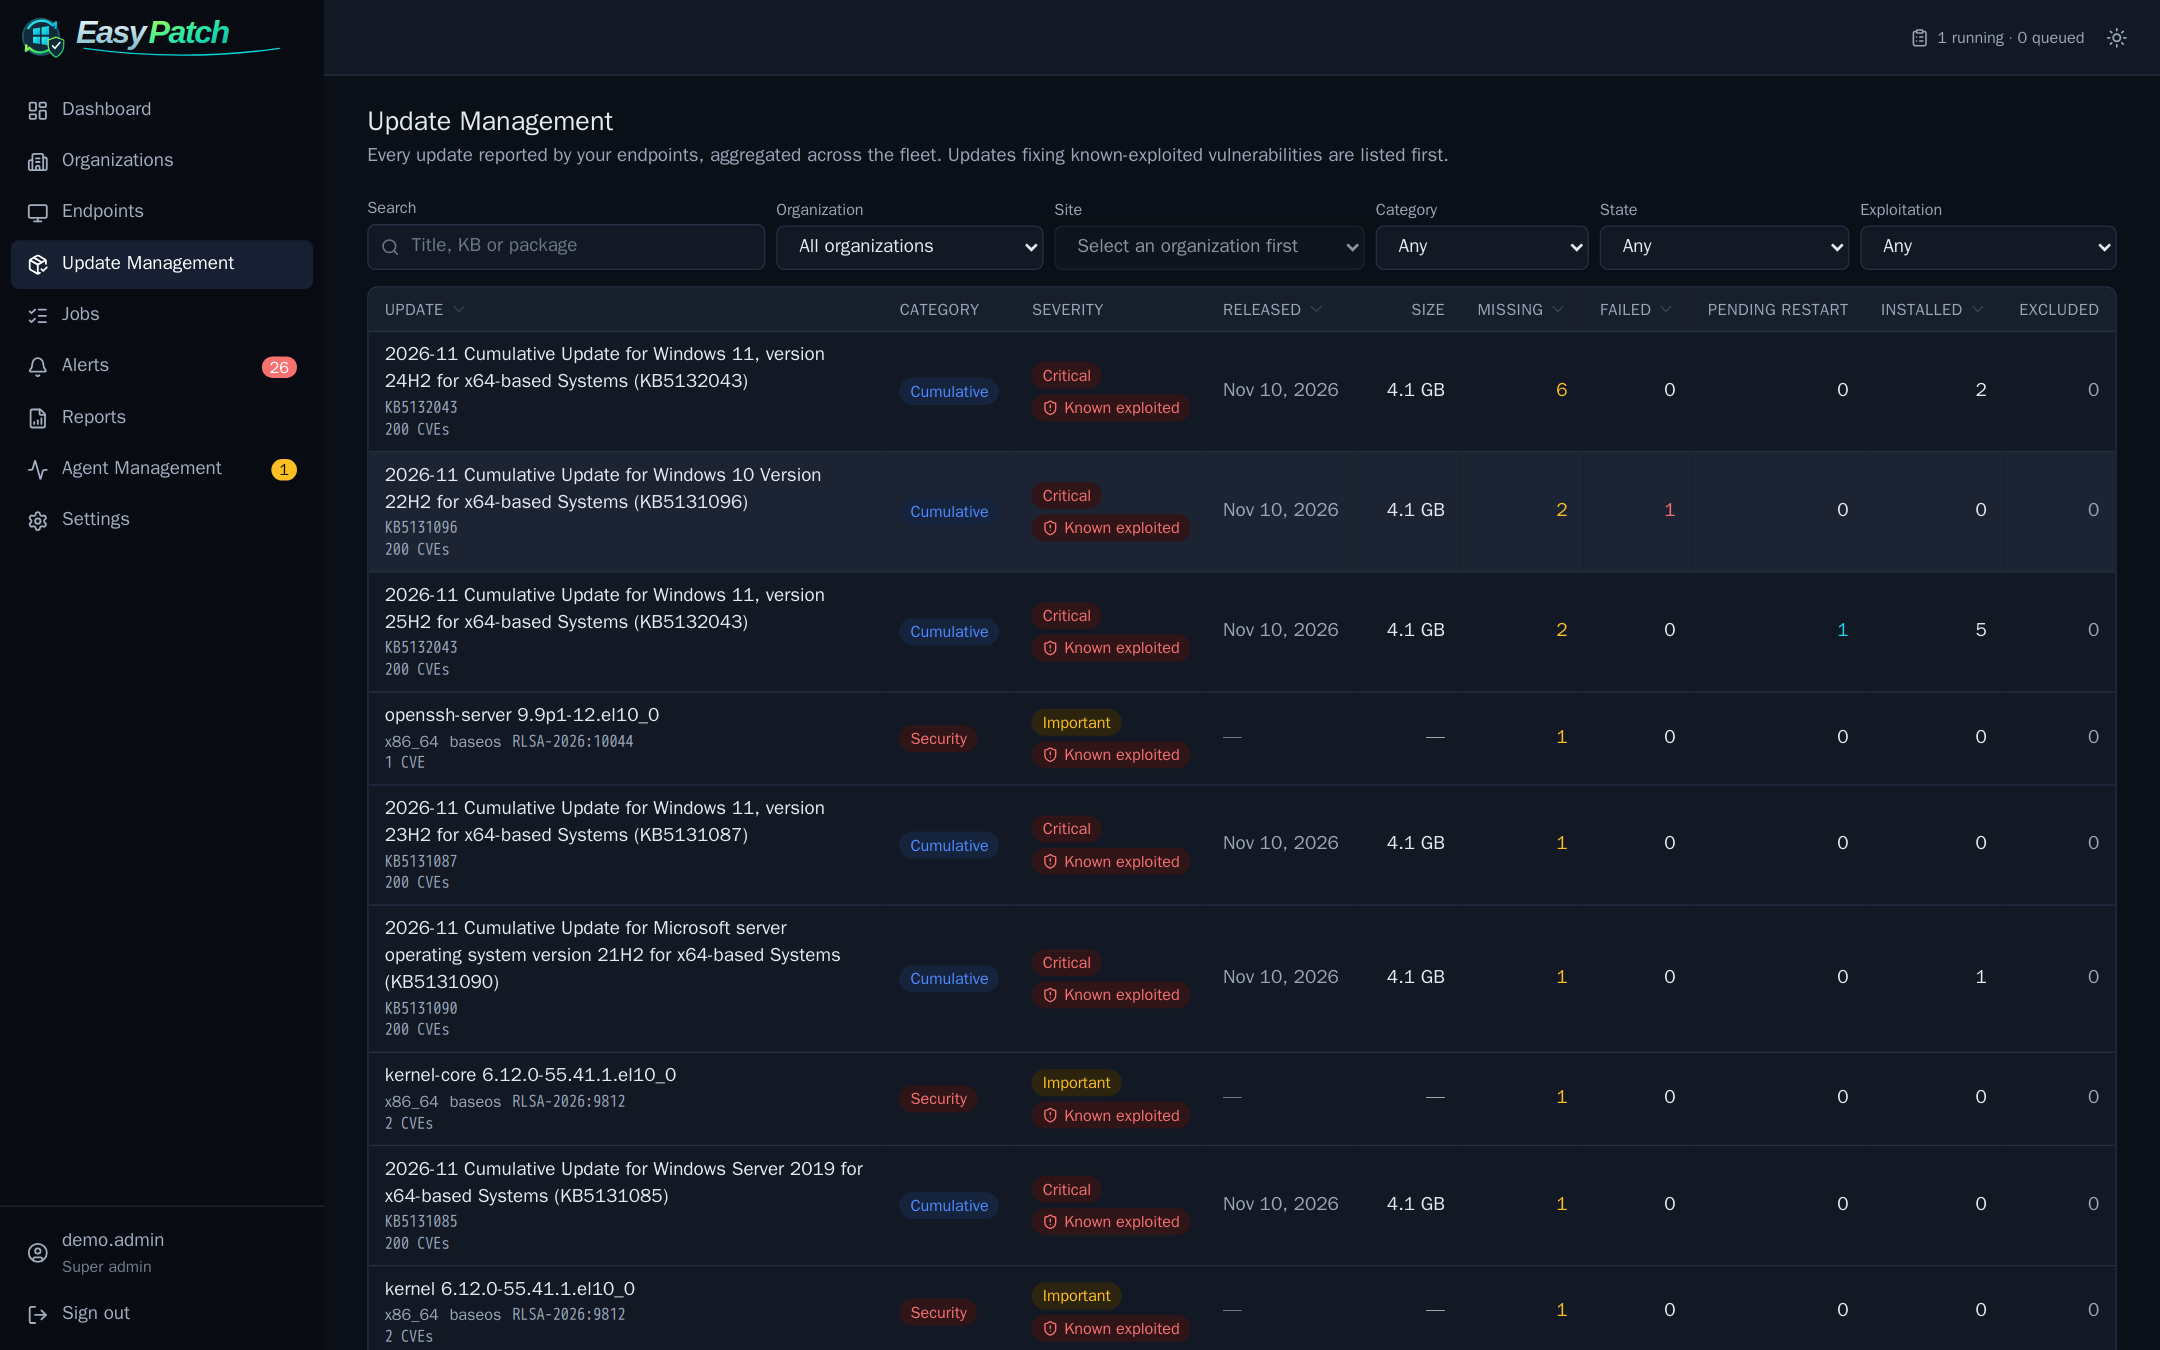 EasyPatch
1 running · 0 queued
Dashboard
Organizations
Endpoints
Update Management
Jobs
Alerts 26
Reports
Agent Management 1
Settings
demo.admin
Super admin
Sign out
Update Management
Every update reported by your endpoints, aggregated across the fleet. Updates fixing known-exploited vulnerabilities are listed first.
Search Organization Site Category State Exploitation
Title, KB or package All organizations Select an organization first Any Any Any
UPDATE CATEGORY SEVERITY RELEASED SIZE MISSING FAILED PENDING RESTART INSTALLED EXCLUDED
2026-11 Cumulative Update for Windows 11, version
24H2 for x64-based Systems (KB5132043)
KB5132043
200 CVEs
Cumulative
Critical
Known exploited
Nov 10, 2026 4.1 GB 6 0 0 2 0
2026-11 Cumulative Update for Windows 10 Version
22H2 for x64-based Systems (KB5131096)
KB5131096
200 CVEs
Cumulative
Critical
Known exploited
Nov 10, 2026 4.1 GB 2 1 0 0 0
2026-11 Cumulative Update for Windows 11, version
25H2 for x64-based Systems (KB5132043)
KB5132043
200 CVEs
Cumulative
Critical
Known exploited
Nov 10, 2026 4.1 GB 2 0 1 5 0
openssh-server 9.9p1-12.el10_0
x86_64 baseos RLSA-2026:10044
1 CVE
Security
Important
Known exploited
— — 1 0 0 0 0
2026-11 Cumulative Update for Windows 11, version
23H2 for x64-based Systems (KB5131087)
KB5131087
200 CVEs
Cumulative
Critical
Known exploited
Nov 10, 2026 4.1 GB 1 0 0 0 0
2026-11 Cumulative Update for Microsoft server
operating system version 21H2 for x64-based Systems
(KB5131090)
KB5131090
200 CVEs
Cumulative
Critical
Known exploited
Nov 10, 2026 4.1 GB 1 0 0 1 0
kernel-core 6.12.0-55.41.1.el10_0
x86_64 baseos RLSA-2026:9812
2 CVEs
Security
Important
Known exploited
— — 1 0 0 0 0
2026-11 Cumulative Update for Windows Server 2019 for
x64-based Systems (KB5131085)
KB5131085
200 CVEs
Cumulative
Critical
Known exploited
Nov 10, 2026 4.1 GB 1 0 0 0 0
kernel 6.12.0-55.41.1.el10_0
x86_64 baseos RLSA-2026:9812
2 CVEs
Security
Important
Known exploited
— — 1 0 0 0 0